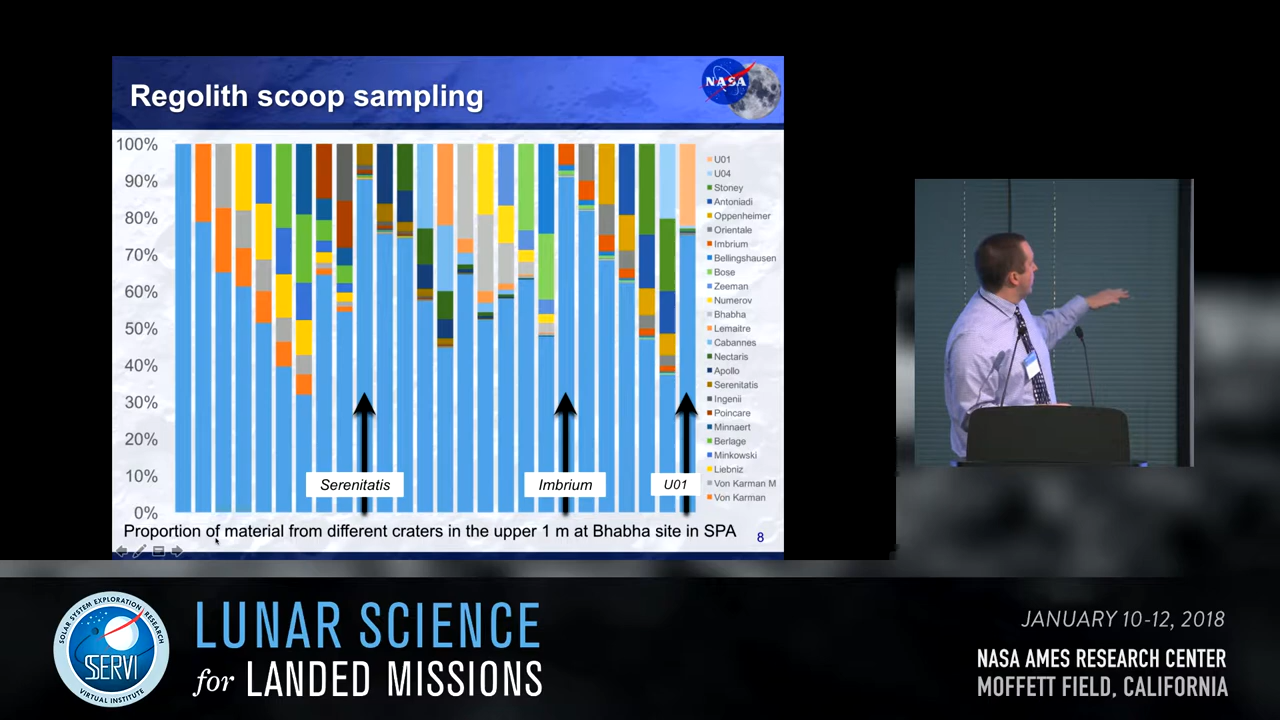 Regolith scoop sampling
NASA
100%
90%
80%
70%
60%
50%
40%
30%
20%
10%
0%
U01
U04
Stoney
Antoniadi
Oppenheimer
Orientale
Imbrium
Bellingshausen
Bose
Zeeman
Numerov
Bhabha
Lemaitre
Cabannes
Nectaris
Apollo
Serenitatis
Ingenii
Poincare
Minnaert
Berlage
Minkowski
Liebniz
Von Karman M
Von Karman
Serenitatis
Imbrium
U01
Proportion of material from different craters in the upper 1 m at Bhabha site in SPA
8
SOLAR SYSTEM EXPLORATION RESEARCH
SSERVI
VIRTUAL INSTITUTE
LUNAR SCIENCE
for LANDED MISSIONS
JANUARY 10-12, 2018
NASA AMES RESEARCH CENTER
MOFFETT FIELD, CALIFORNIA